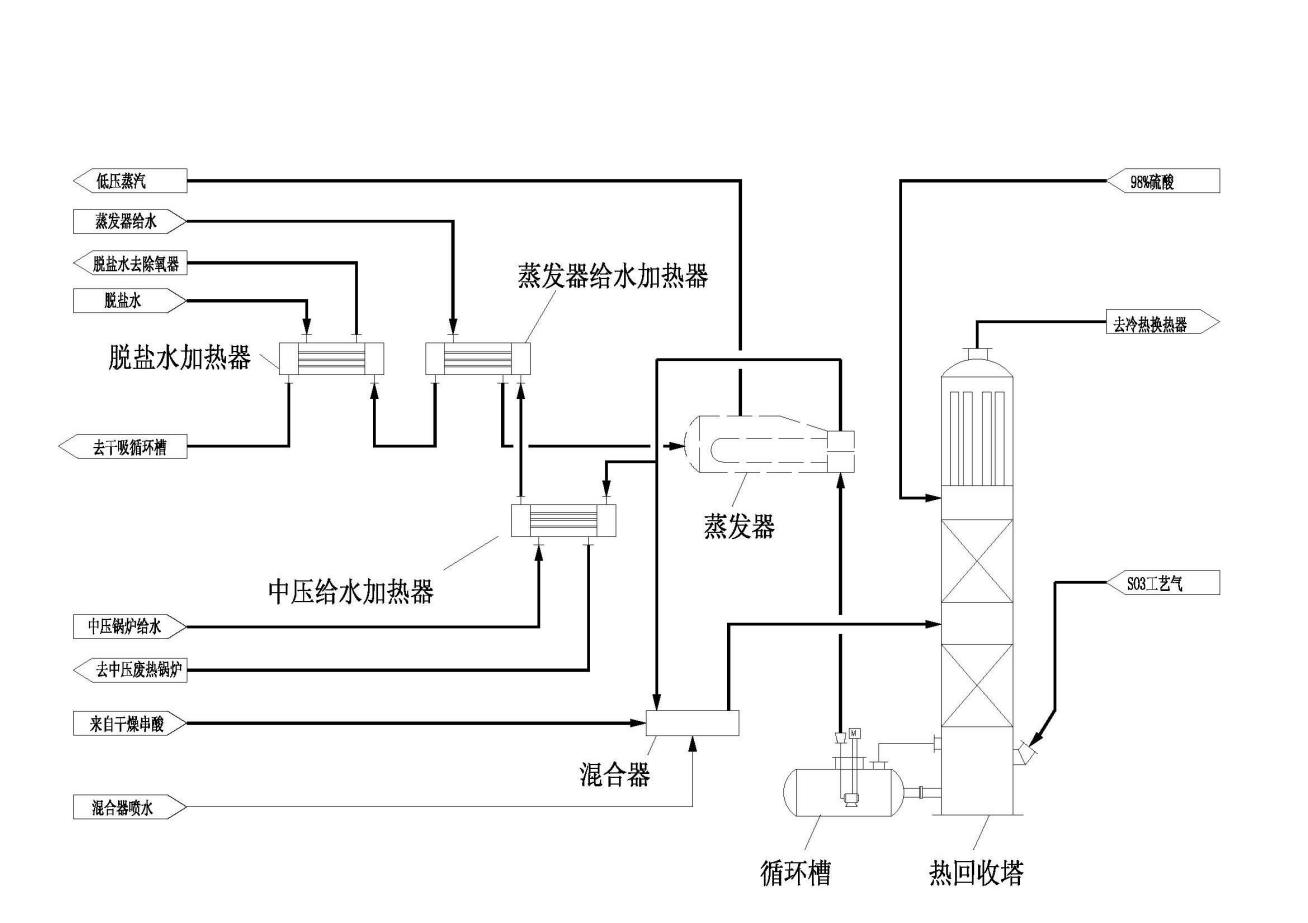 低压蒸汽
98%硫酸
蒸发器给水
脱盐水去除氧器
蒸发器给水加热器
脱盐水
去冷热换热器
脱盐水加热器
去干吸循环槽
蒸发器
SO3工艺气
中压给水加热器
中压锅炉给水
去中压废热锅炉
来自干燥串酸
M
混合器
混合器喷水
循环槽
热回收塔